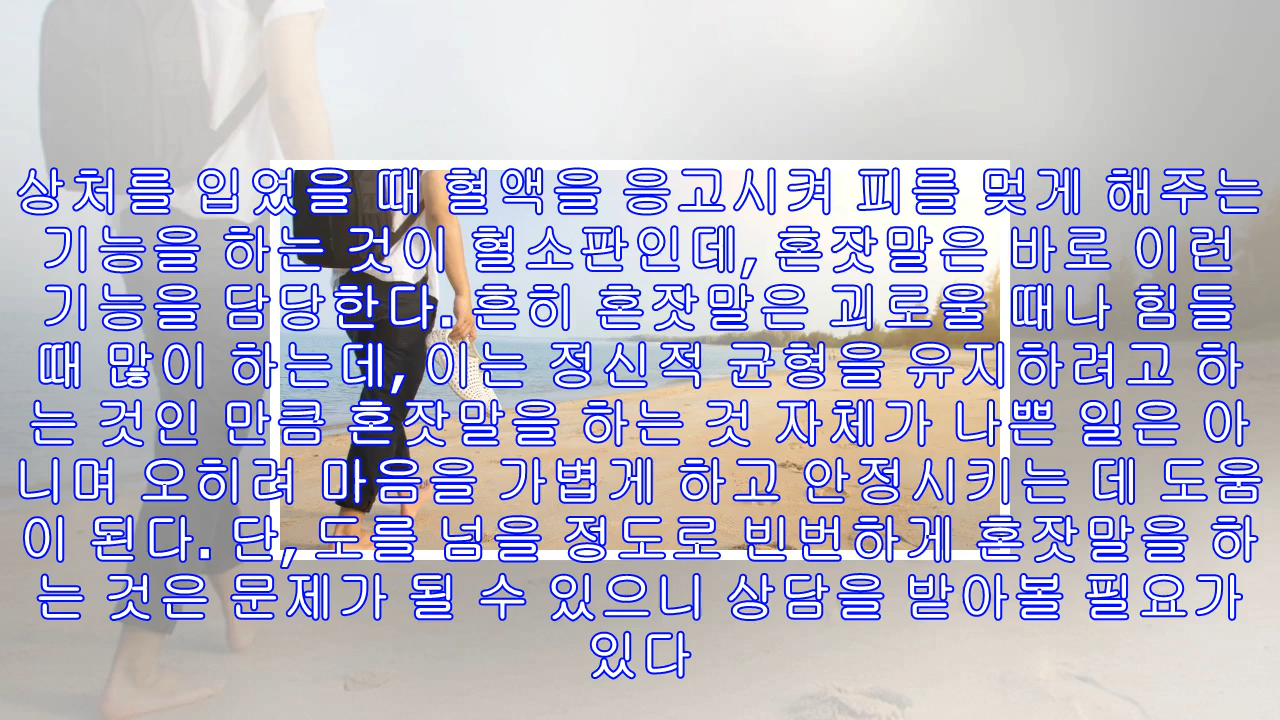 상처를 입었을 때 혈액을 응고시켜 피를 멎게 해주는
기능을 하는 것이 혈소판인데, 혼잣말은 바로 이런
기능을 담당한다. 흔히 혼잣말은 괴로울 때나 힘들
때 많이 하는데, 이는 정신적 균형을 유지하려고 하
는 것인 만큼 혼잣말을 하는 것 자체가 나쁜 일은 아
니며 오히려 마음을 가볍게 하고 안정시키는 데 도움
이 된다. 단, 도를 넘을 정도로 빈번하게 혼잣말을 하
는 것은 문제가 될 수 있으니 상담을 받아볼 필요가
있다